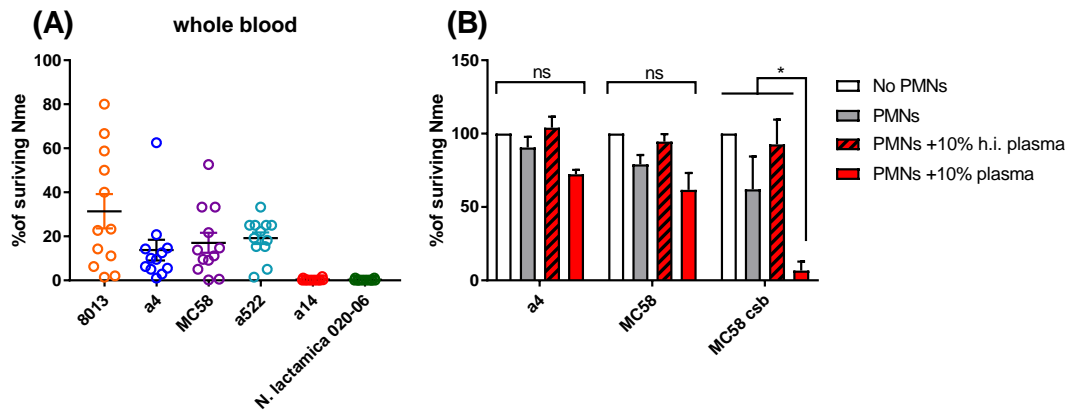 (A)
whole blood
%of suriving Nme
100
80
60
40
20
0
8013
a4
MC58
a522
a14
N. lactamica 020-06
(B)
%of suriving Nme
150
100
50
0
ns
ns
*
a4
MC58
MC58 csb
No PMNs
PMNs
PMNs +10% h.i. plasma
PMNs +10% plasma